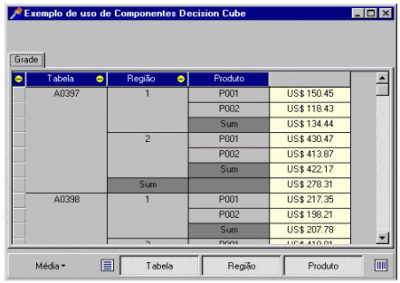 Exemplo de uso de Componentes Decision Cube
Grade
Tabela Região Produto
A0397 1 P001 US$ 150.45
P002 US$ 118.43
Sum US$ 134.44
2 P001 US$ 430.47
P002 US$ 413.87
Sum US$ 422.17
Sum US$ 278.31
A0398 1 P001 US$ 217.35
P002 US$ 198.21
Sum US$ 207.78
Média Tabela Região Produto